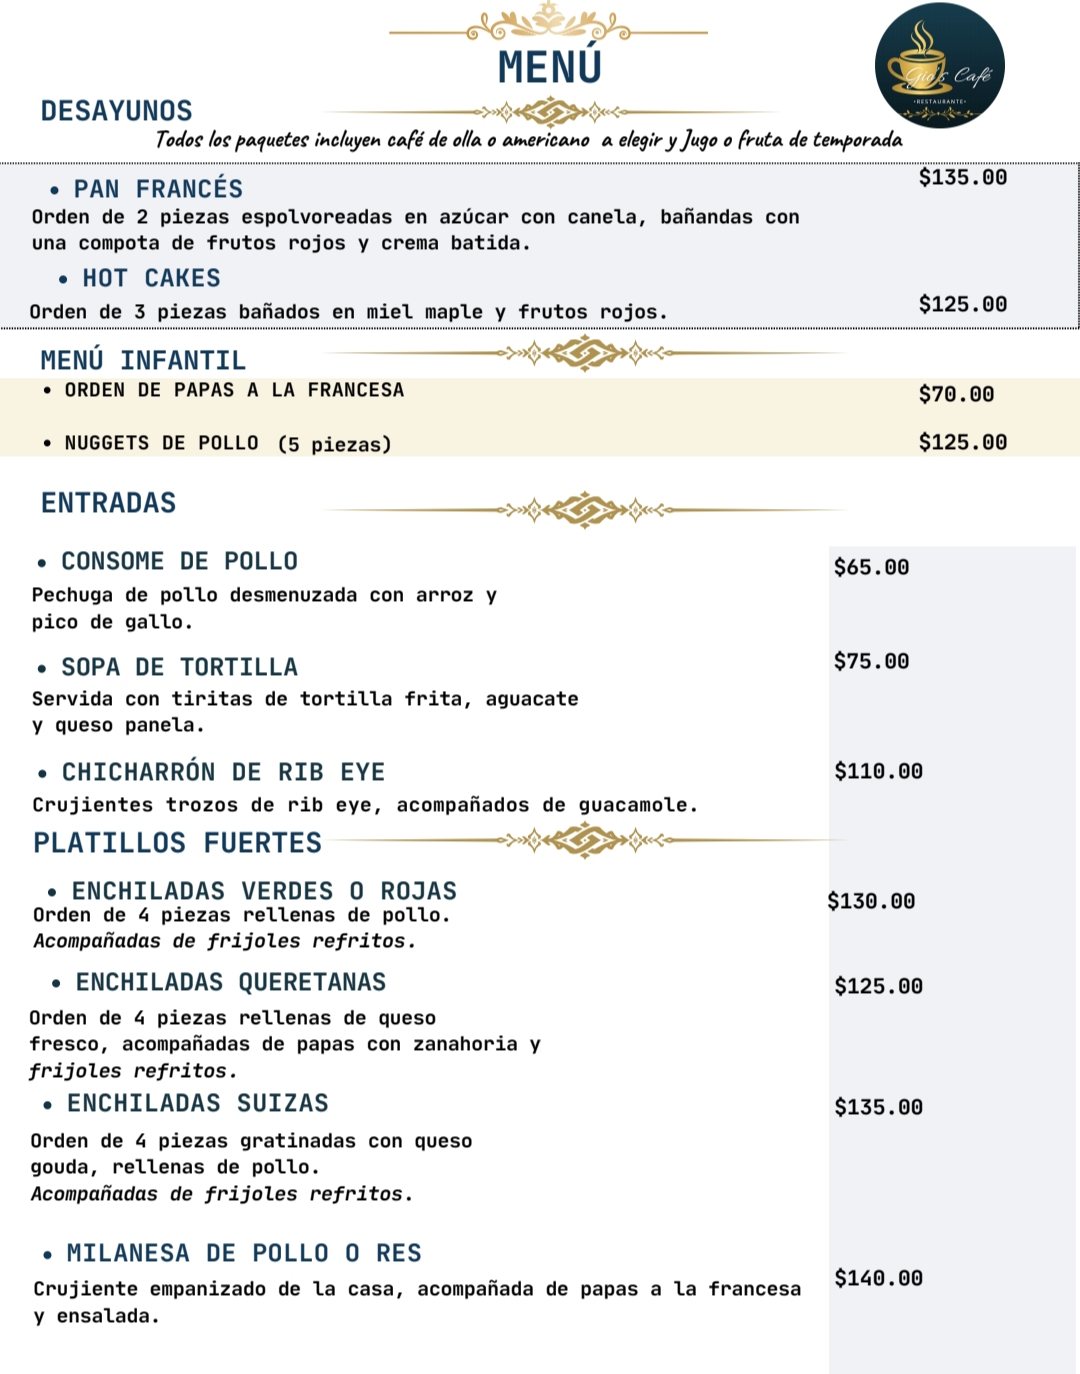 MENÚ
Gio's Café
•RESTAURANTE•
DESAYUNOS
Todos los paquetes incluyen café de olla o americano a elegir y Jugo o fruta de temporada
• PAN FRANCÉS $135.00
Orden de 2 piezas espolvoreadas en azúcar con canela, bañandas con
una compota de frutos rojos y crema batida.
• HOT CAKES
Orden de 3 piezas bañados en miel maple y frutos rojos. $125.00
MENÚ INFANTIL
• ORDEN DE PAPAS A LA FRANCESA $70.00
• NUGGETS DE POLLO (5 piezas) $125.00
ENTRADAS
• CONSOME DE POLLO $65.00
Pechuga de pollo desmenuzada con arroz y
pico de gallo.
• SOPA DE TORTILLA $75.00
Servida con tiritas de tortilla frita, aguacate
y queso panela.
• CHICHARRÓN DE RIB EYE $110.00
Crujientes trozos de rib eye, acompañados de guacamole.
PLATILLOS FUERTES
• ENCHILADAS VERDES O ROJAS $130.00
Orden de 4 piezas rellenas de pollo.
Acompañadas de frijoles refritos.
• ENCHILADAS QUERETANAS $125.00
Orden de 4 piezas rellenas de queso
fresco, acompañadas de papas con zanahoria y
frijoles refritos.
• ENCHILADAS SUIZAS $135.00
Orden de 4 piezas gratinadas con queso
gouda, rellenas de pollo.
Acompañadas de frijoles refritos.
• MILANESA DE POLLO O RES $140.00
Crujiente empanizado de la casa, acompañada de papas a la francesa
y ensalada.